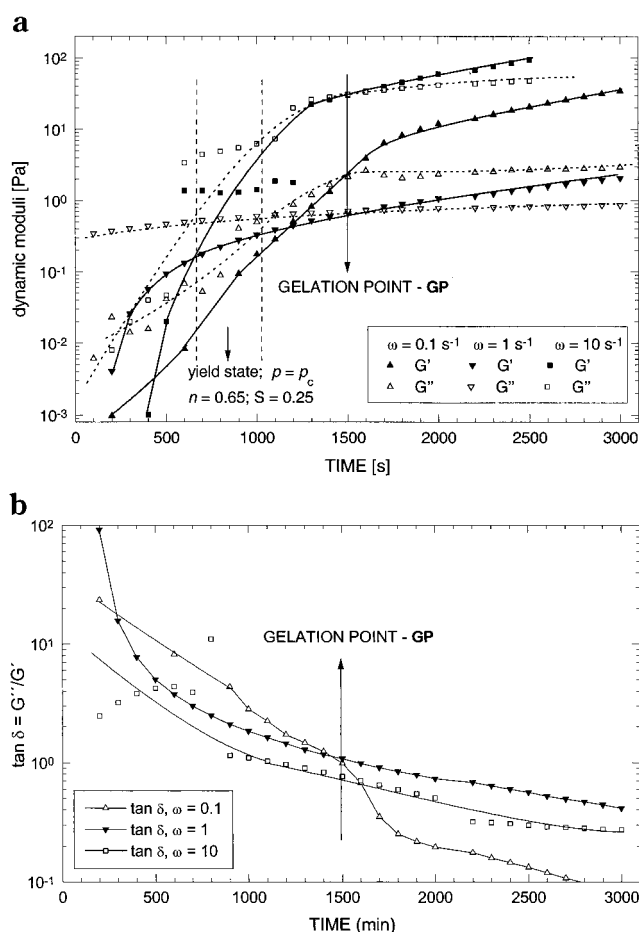 a
10²
10¹
10⁰
10⁻¹
10⁻²
10⁻³
dynamic moduli [Pa]
GELATION POINT - GP
yield state; p = p_c
n = 0.65; S = 0.25
ω = 0.1 s⁻¹ ω = 1 s⁻¹ ω = 10 s⁻¹
▲ G' ▼ G' ■ G'
△ G'' ▽ G'' □ G''
0 500 1000 1500 2000 2500 3000
TIME [s]
b
10²
10¹
10⁰
10⁻¹
tan δ = G''/G'
GELATION POINT - GP
tan δ, ω = 0.1
tan δ, ω = 1
tan δ, ω = 10
0 500 1000 1500 2000 2500 3000
TIME (min)